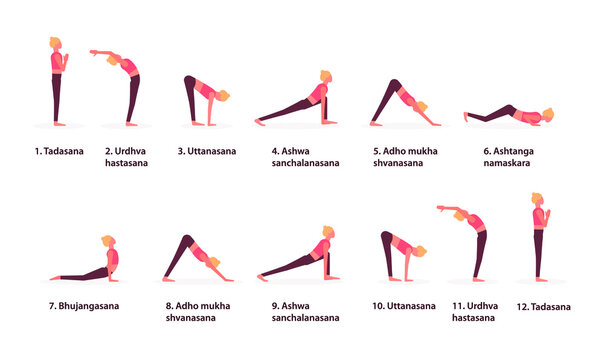 1. Tadasana
2. Urdhva
hastasana
3. Uttanasana
4. Ashwa
sanchalanasana
5. Adho mukha
shvanasana
6. Ashtanga
namaskara
7. Bhujangasana
8. Adho mukha
shvanasana
9. Ashwa
sanchalanasana
10. Uttanasana
11. Urdhva
hastasana
12. Tadasana